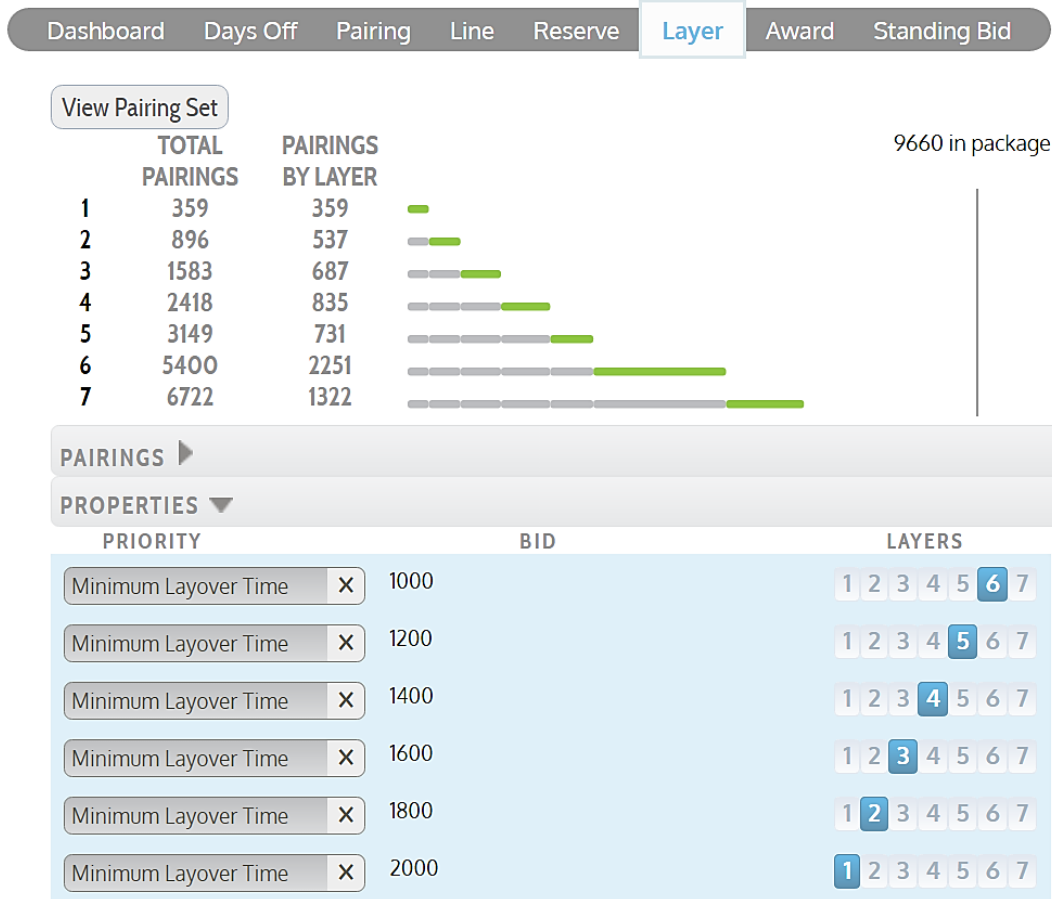 Dashboard Days Off Pairing Line Reserve Layer Award Standing Bid
View Pairing Set
9660 in package
TOTAL PAIRINGS
PAIRINGS BY LAYER
1 359 359
2 896 537
3 1583 687
4 2418 835
5 3149 731
6 5400 2251
7 6722 1322
PAIRINGS
PROPERTIES
PRIORITY BID LAYERS
Minimum Layover Time X 1000 1 2 3 4 5 6 7
Minimum Layover Time X 1200 1 2 3 4 5 6 7
Minimum Layover Time X 1400 1 2 3 4 5 6 7
Minimum Layover Time X 1600 1 2 3 4 5 6 7
Minimum Layover Time X 1800 1 2 3 4 5 6 7
Minimum Layover Time X 2000 1 2 3 4 5 6 7